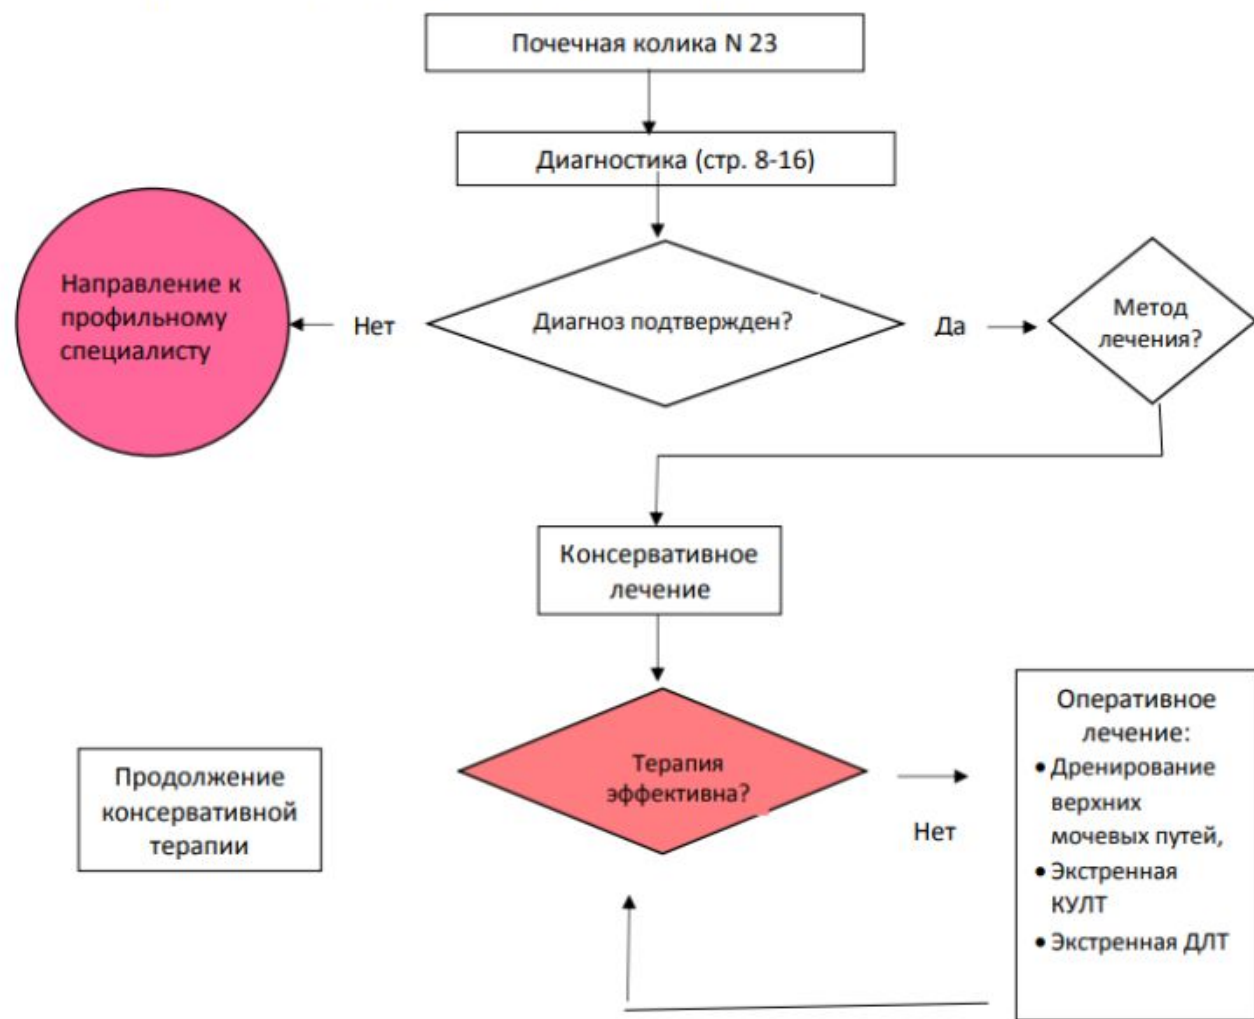 Почечная колика N 23
Диагностика (стр. 8-16)
Направление к
профильному
специалисту
Нет
Диагноз подтвержден?
Да
Метод
лечения?
Консервативное
лечение
Продолжение
консервативной
терапии
Терапия
эффективна?
Нет
Оперативное
лечение:
• Дренирование
верхних
мочевых путей,
• Экстренная
КУЛТ
• Экстренная ДЛТ